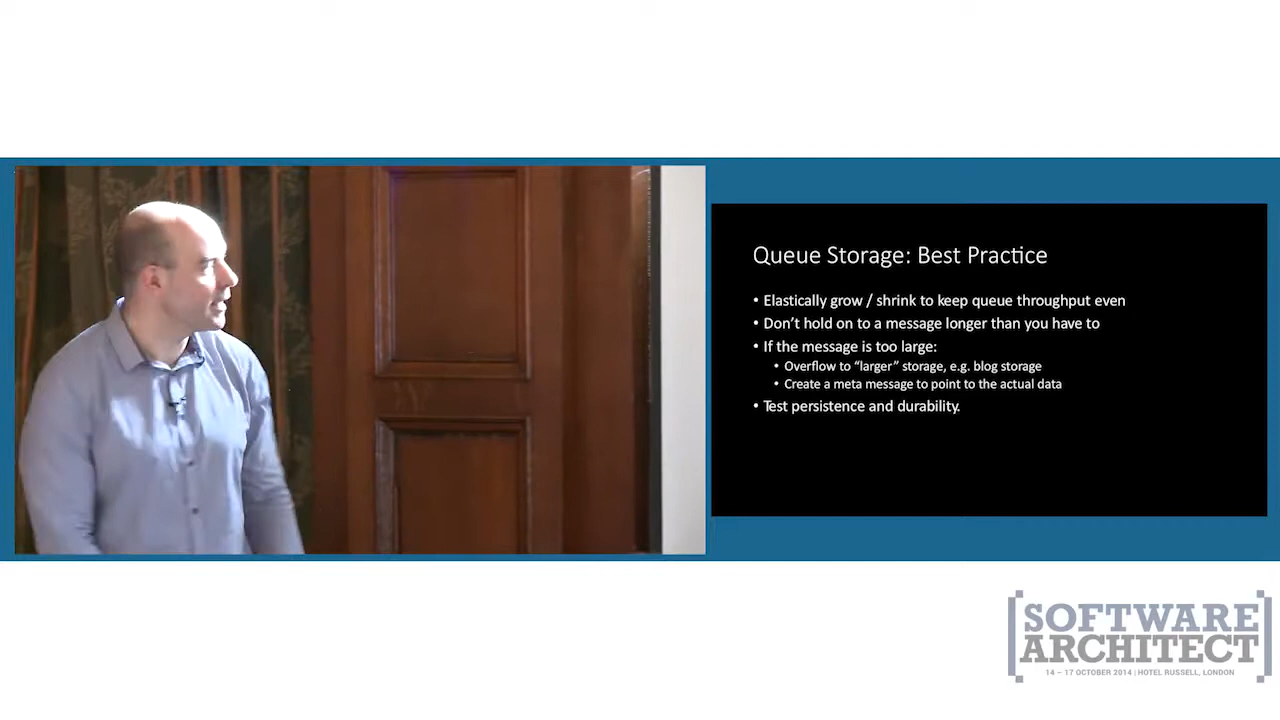 Queue Storage: Best Practice
• Elastically grow / shrink to keep queue throughput even
• Don't hold on to a message longer than you have to
• If the message is too large:
• Overflow to “larger” storage, e.g. blog storage
• Create a meta message to point to the actual data
• Test persistence and durability.
[SOFTWARE
ARCHITECT]
14 – 17 OCTOBER 2014 | HOTEL RUSSELL, LONDON